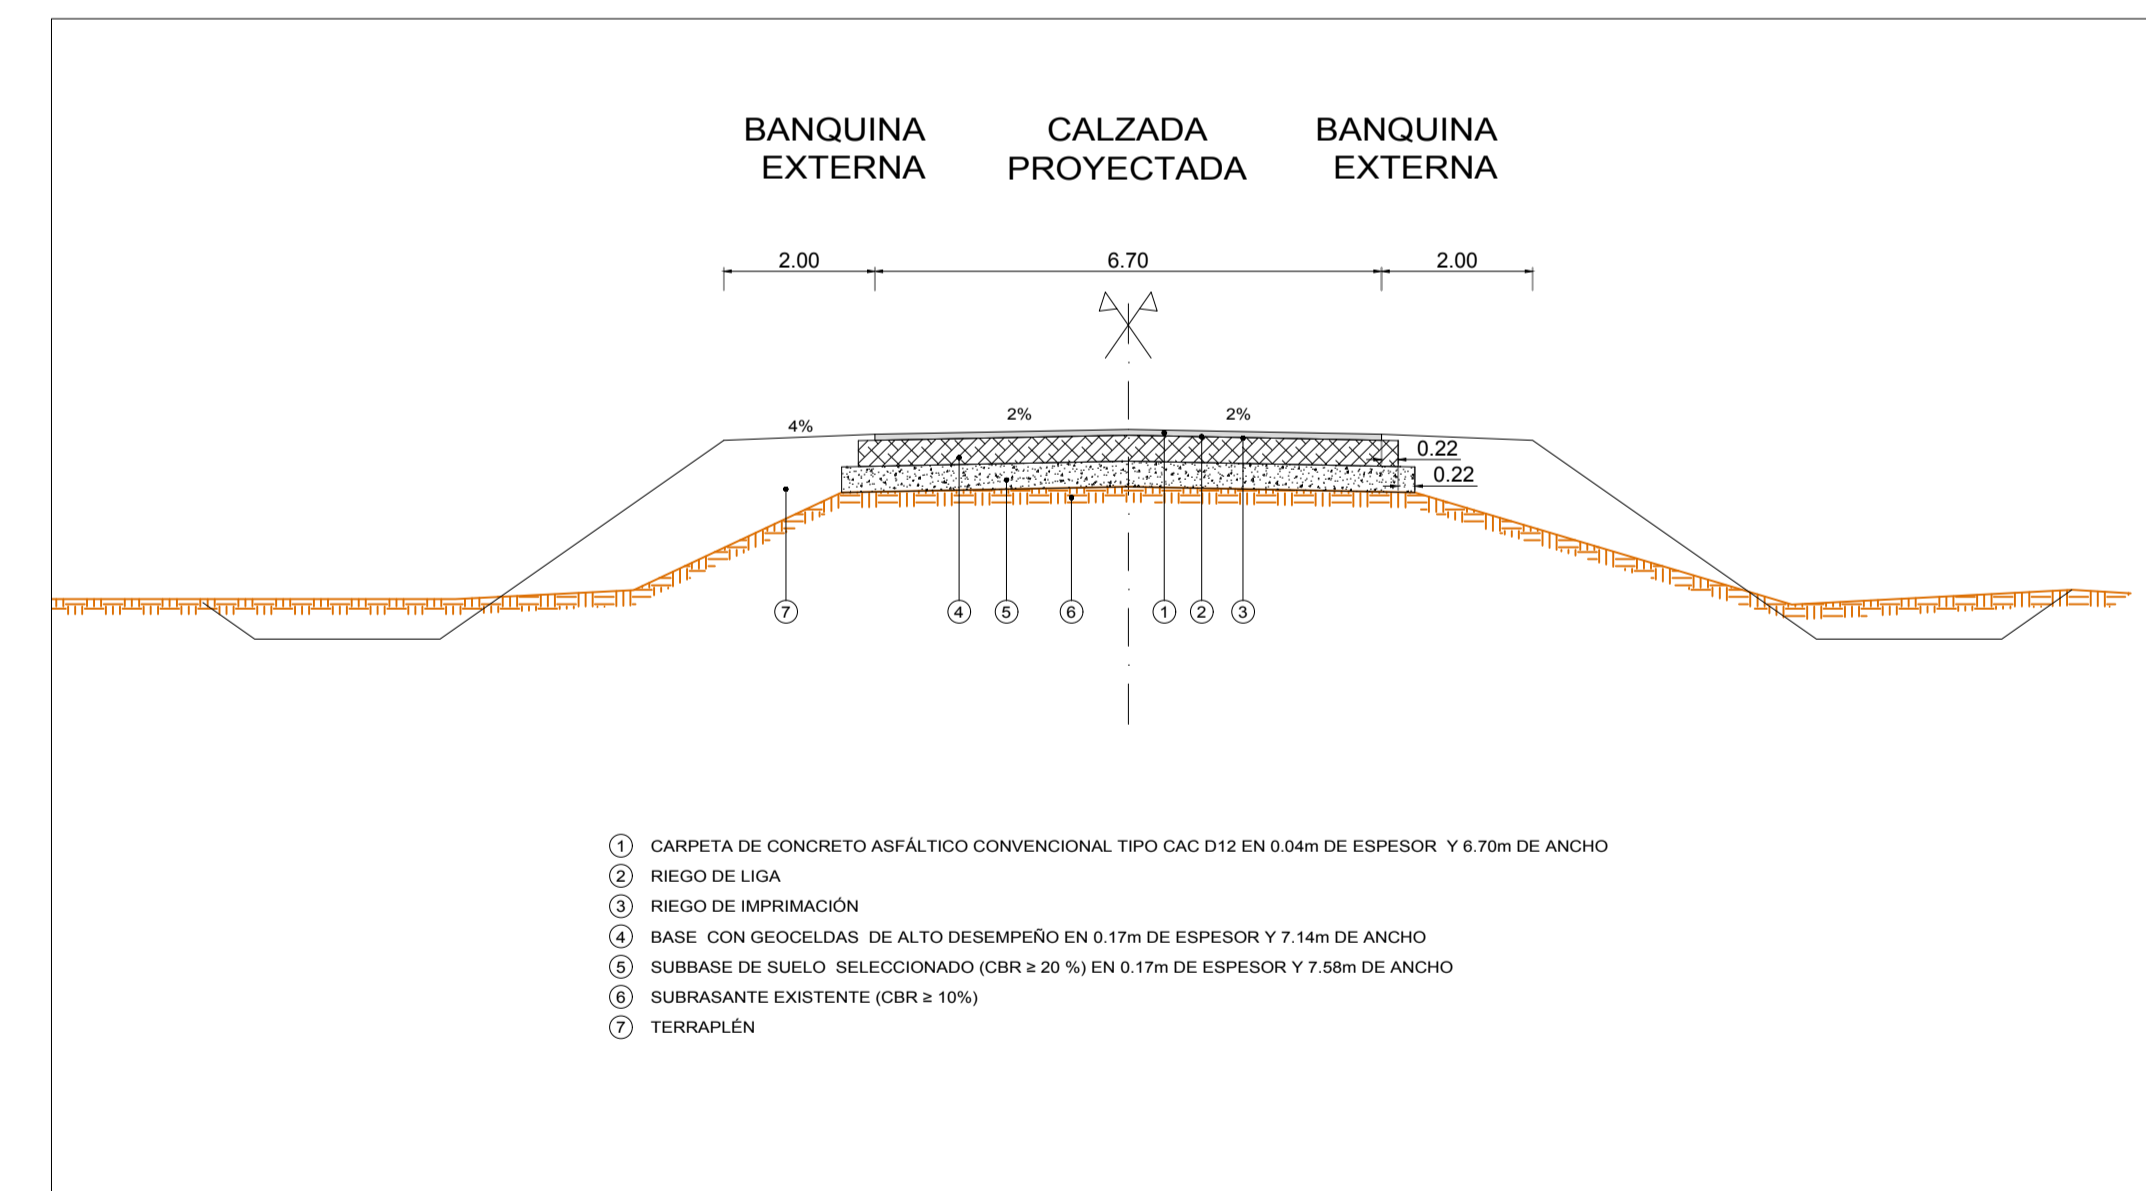 BANQUINA
EXTERNA
CALZADA
PROYECTADA
BANQUINA
EXTERNA
2.00
6.70
2.00
4%
2%
2%
0.22
0.22
7
4
5
6
1
2
3
1 CARPETA DE CONCRETO ASFÁLTICO CONVENCIONAL TIPO CAC D12 EN 0.04m DE ESPESOR Y 6.70m DE ANCHO
2 RIEGO DE LIGA
3 RIEGO DE IMPRIMACIÓN
4 BASE CON GEOCELDAS DE ALTO DESEMPEÑO EN 0.17m DE ESPESOR Y 7.14m DE ANCHO
5 SUBBASE DE SUELO SELECCIONADO (CBR ≥ 20 %) EN 0.17m DE ESPESOR Y 7.58m DE ANCHO
6 SUBRASANTE EXISTENTE (CBR ≥ 10%)
7 TERRAPLÉN